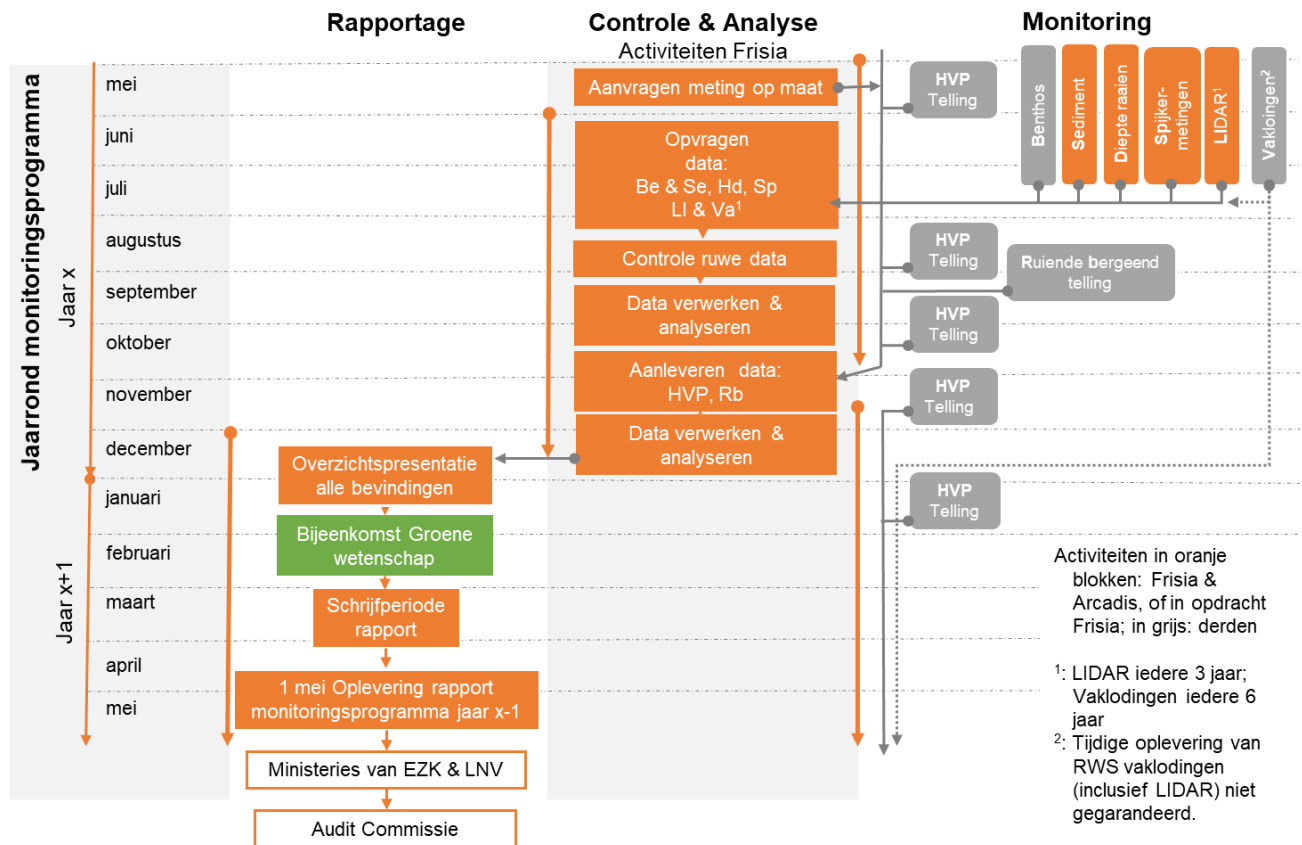 Rapportage
Controle & Analyse
Activiteiten Frisia
Monitoring
Jaarrond monitoringsprogramma
Jaar x
Jaar x+1
mei
juni
juli
augustus
september
oktober
november
december
januari
februari
maart
april
mei
Aanvragen meting op maat
Opvragen
data:
Be & Se, Hd, Sp
LI & Va1
Controle ruwe data
Data verwerken &
analyseren
Aanleveren data:
HVP, Rb
Data verwerken &
analyseren
Overzichtspresentatie
alle bevindingen
Bijeenkomst Groene
wetenschap
Schrijfperiode
rapport
1 mei Oplevering rapport
monitoringsprogramma jaar x-1
Ministeries van EZK & LNV
Audit Commissie
HVP
Telling
Benthos
Sediment
Diepte raaien
Spijker-
metingen
LIDAR1
Vakloingen2
HVP
Telling
Ruiende bergeend
telling
HVP
Telling
HVP
Telling
HVP
Telling
Activiteiten in oranje
blokken: Frisia &
Arcadis, of in opdracht
Frisia; in grijs: derden
1: LIDAR iedere 3 jaar;
Vaklodingen iedere 6
jaar
2: Tijdige oplevering van
RWS vaklodingen
(inclusief LIDAR) niet
gegarandeerd.